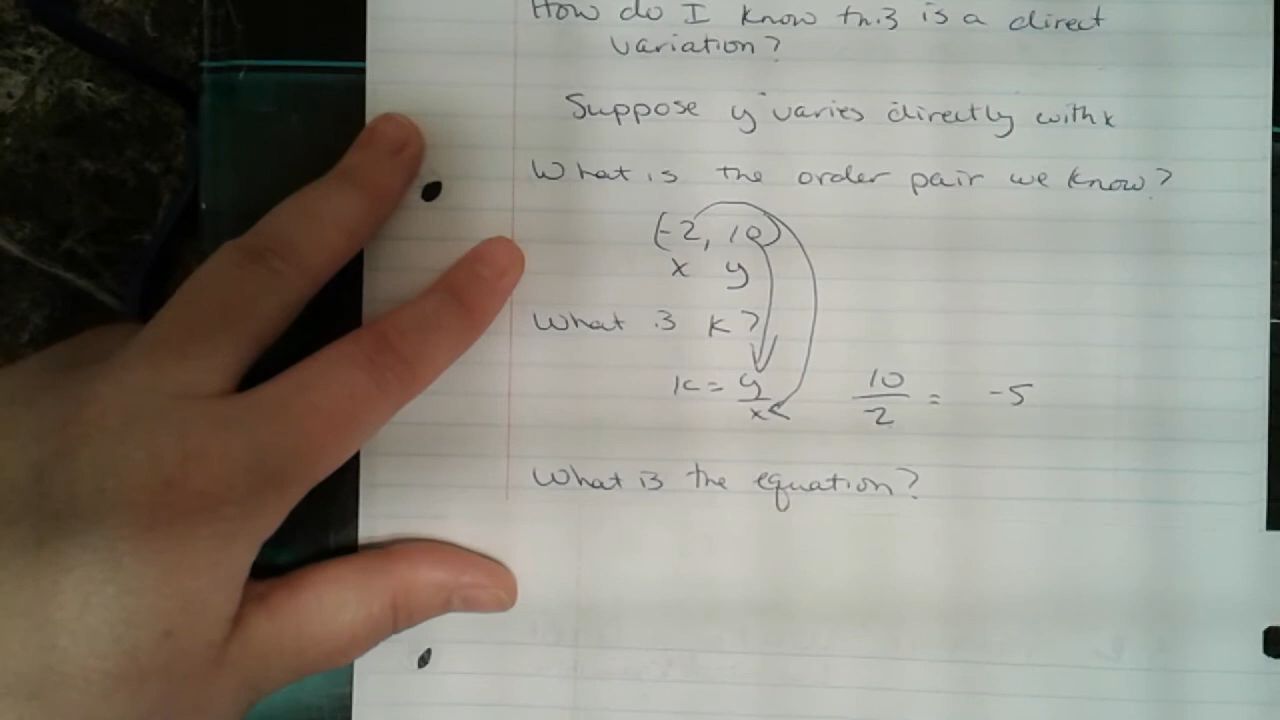 How do I know this is a direct
variation?
Suppose y varies directly with x
What is the order pair we know?
(-2, 10)
x y
What is k?
k = y/x 10/2 = -5
What is the equation?